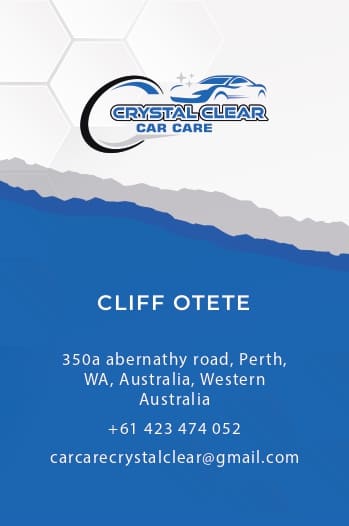 CRYSTAL CLEAR
CAR CARE
CLIFF OTETE
350a abernathy road, Perth,
WA, Australia, Western
Australia
+61 423 474 052
carcarecrystalclear@gmail.com